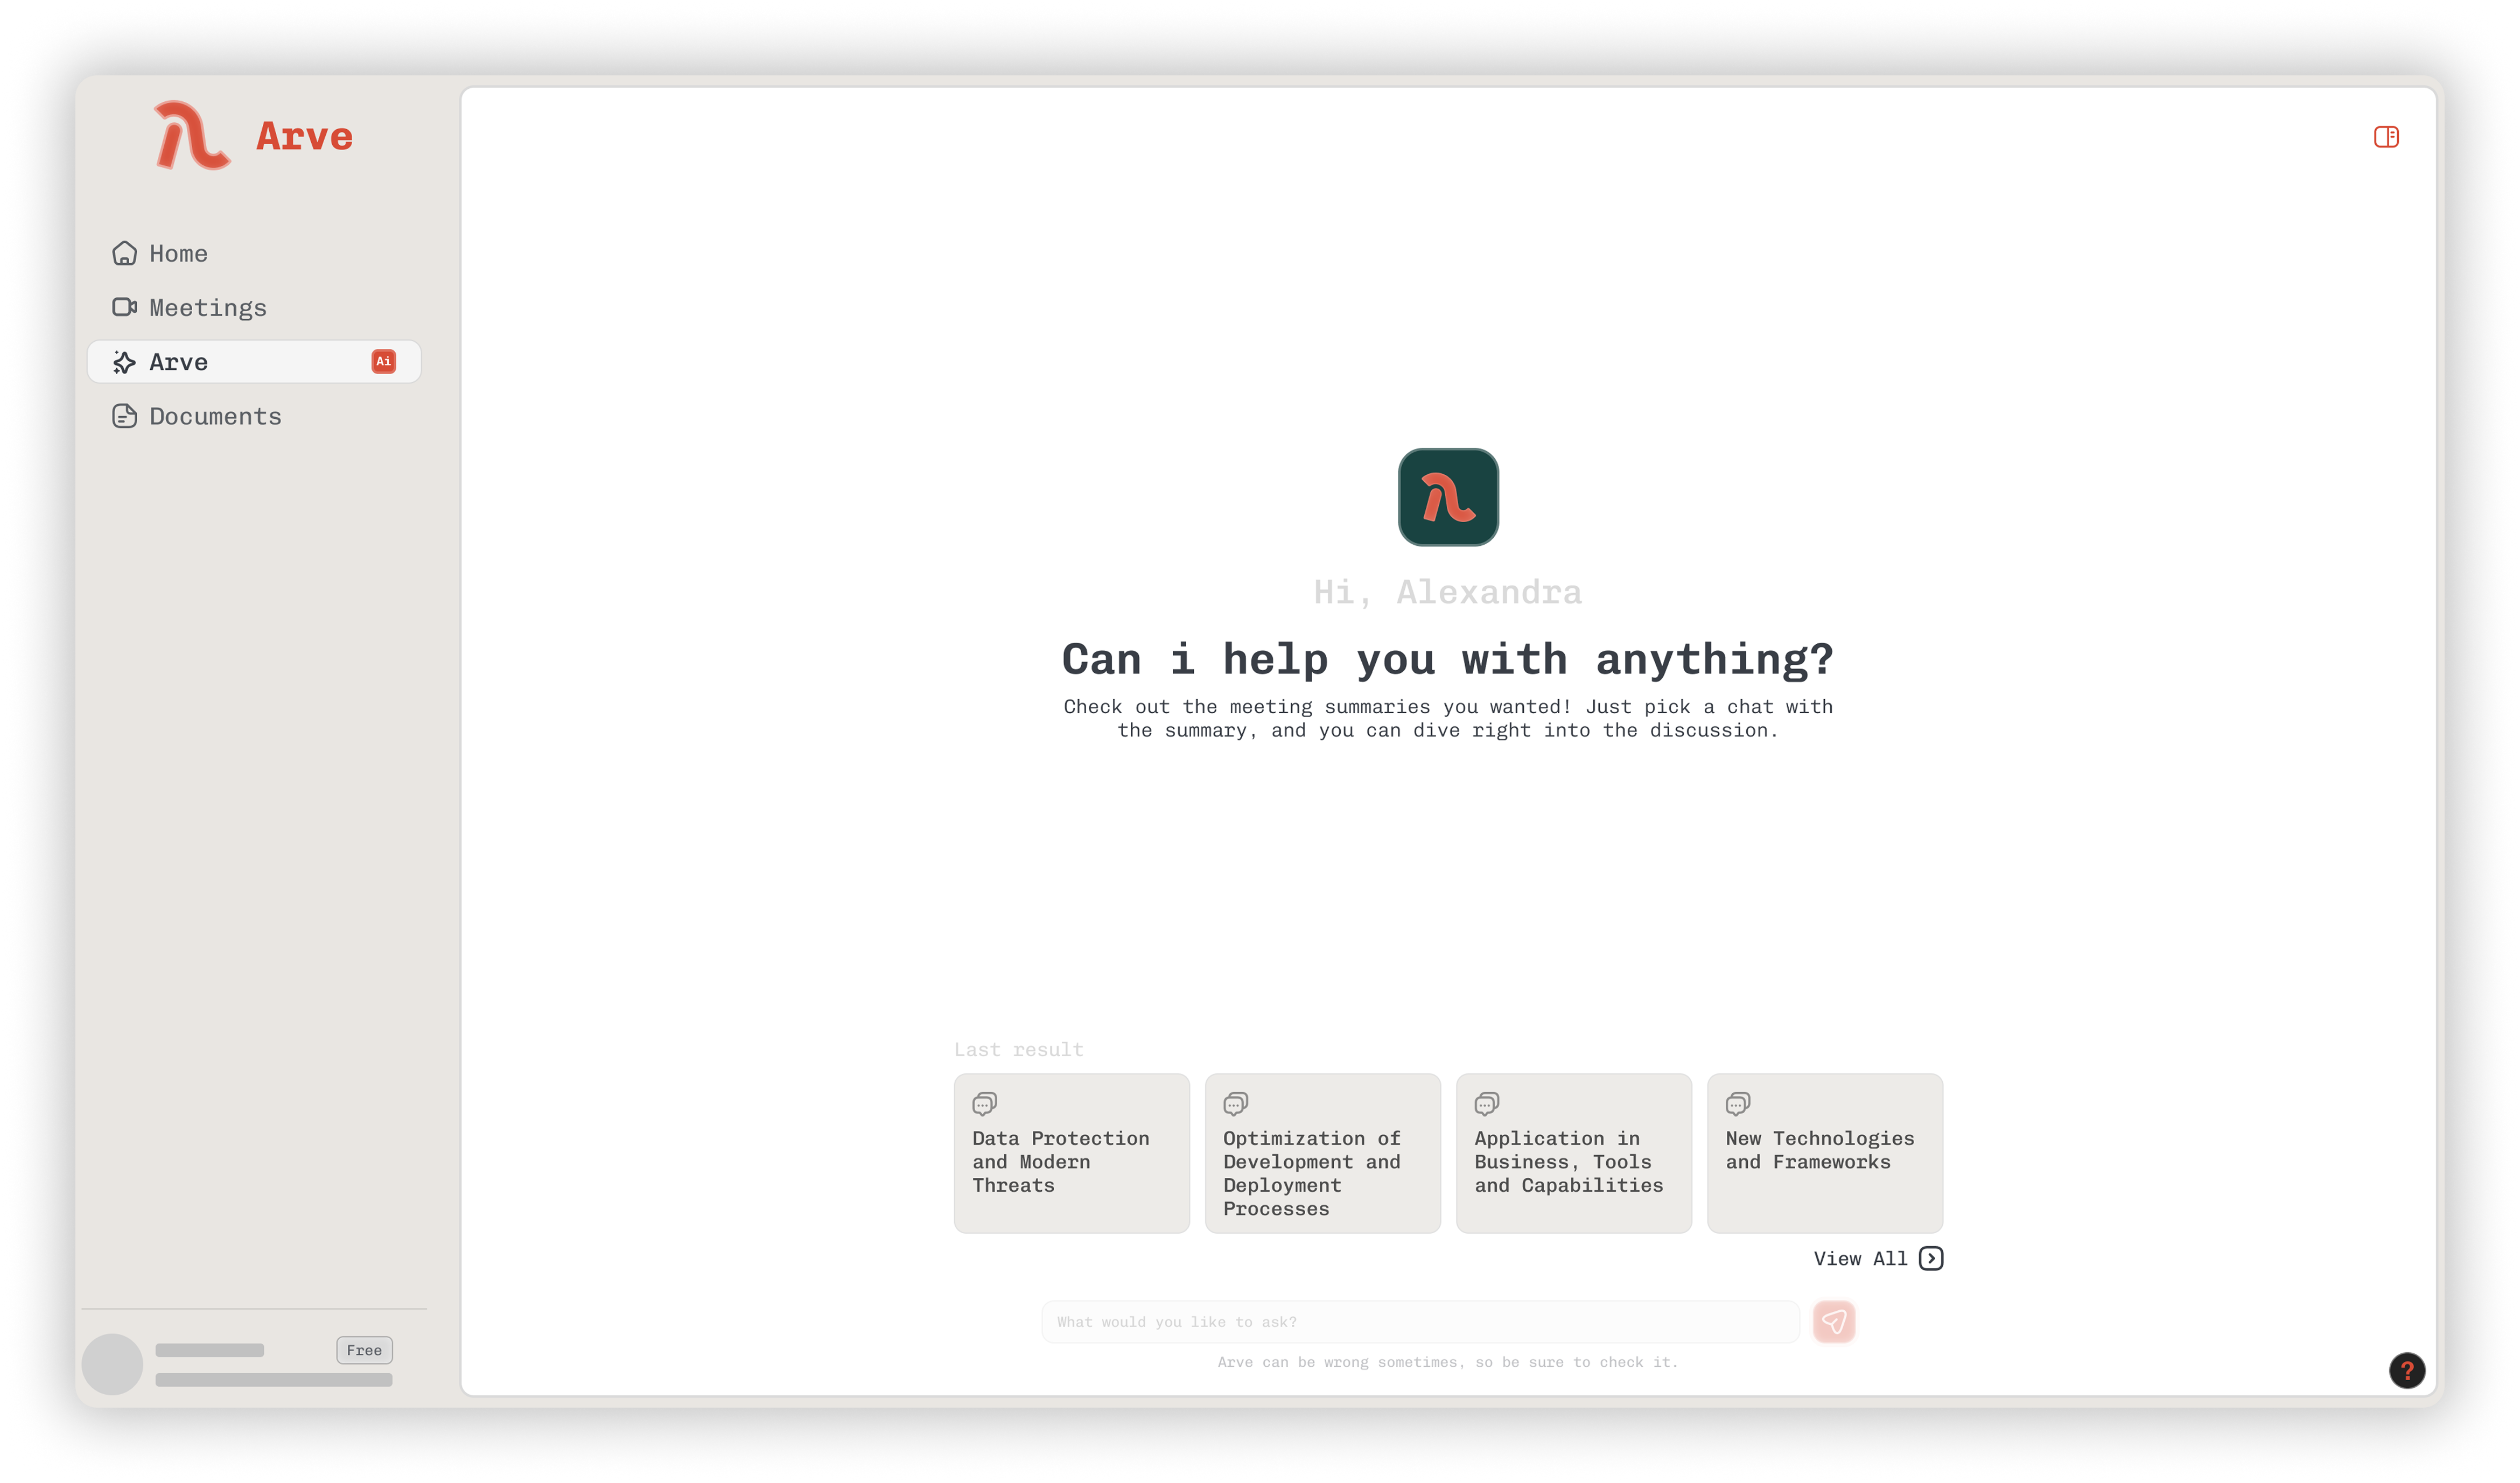 Arve
Home
Meetings
Arve
Ai
Documents
Free
Hi, Alexandra
Can i help you with anything?
Check out the meeting summaries you wanted! Just pick a chat with
the summary, and you can dive right into the discussion.
Last result
Data Protection
and Modern
Threats
Optimization of
Development and
Deployment
Processes
Application in
Business, Tools
and Capabilities
New Technologies
and Frameworks
View All
What would you like to ask?
Arve can be wrong sometimes, so be sure to check it.
?